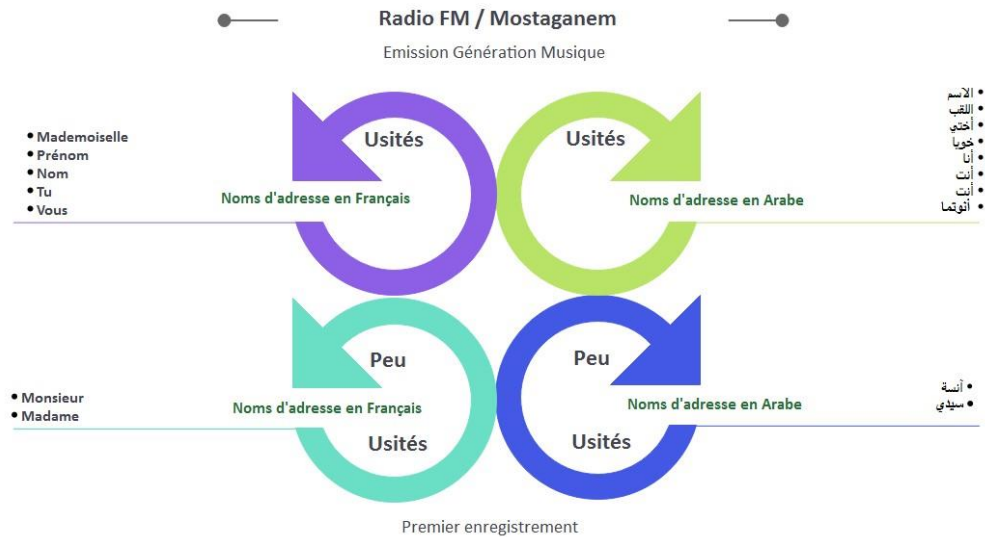 Radio FM / Mostaganem
Emission Génération Musique
Usités
• Mademoiselle
• Prénom
• Nom
• Tu
• Vous
Noms d'adresse en Français
Usités
• الاسم
• اللقب
• أختي
• خويا
• أنا
• أنت
• أنت
• أنوتما
Noms d'adresse en Arabe
Peu
Usités
• Monsieur
• Madame
Noms d'adresse en Français
Peu
Usités
• أنسة
• سيدي
Noms d'adresse en Arabe
Premier enregistrement